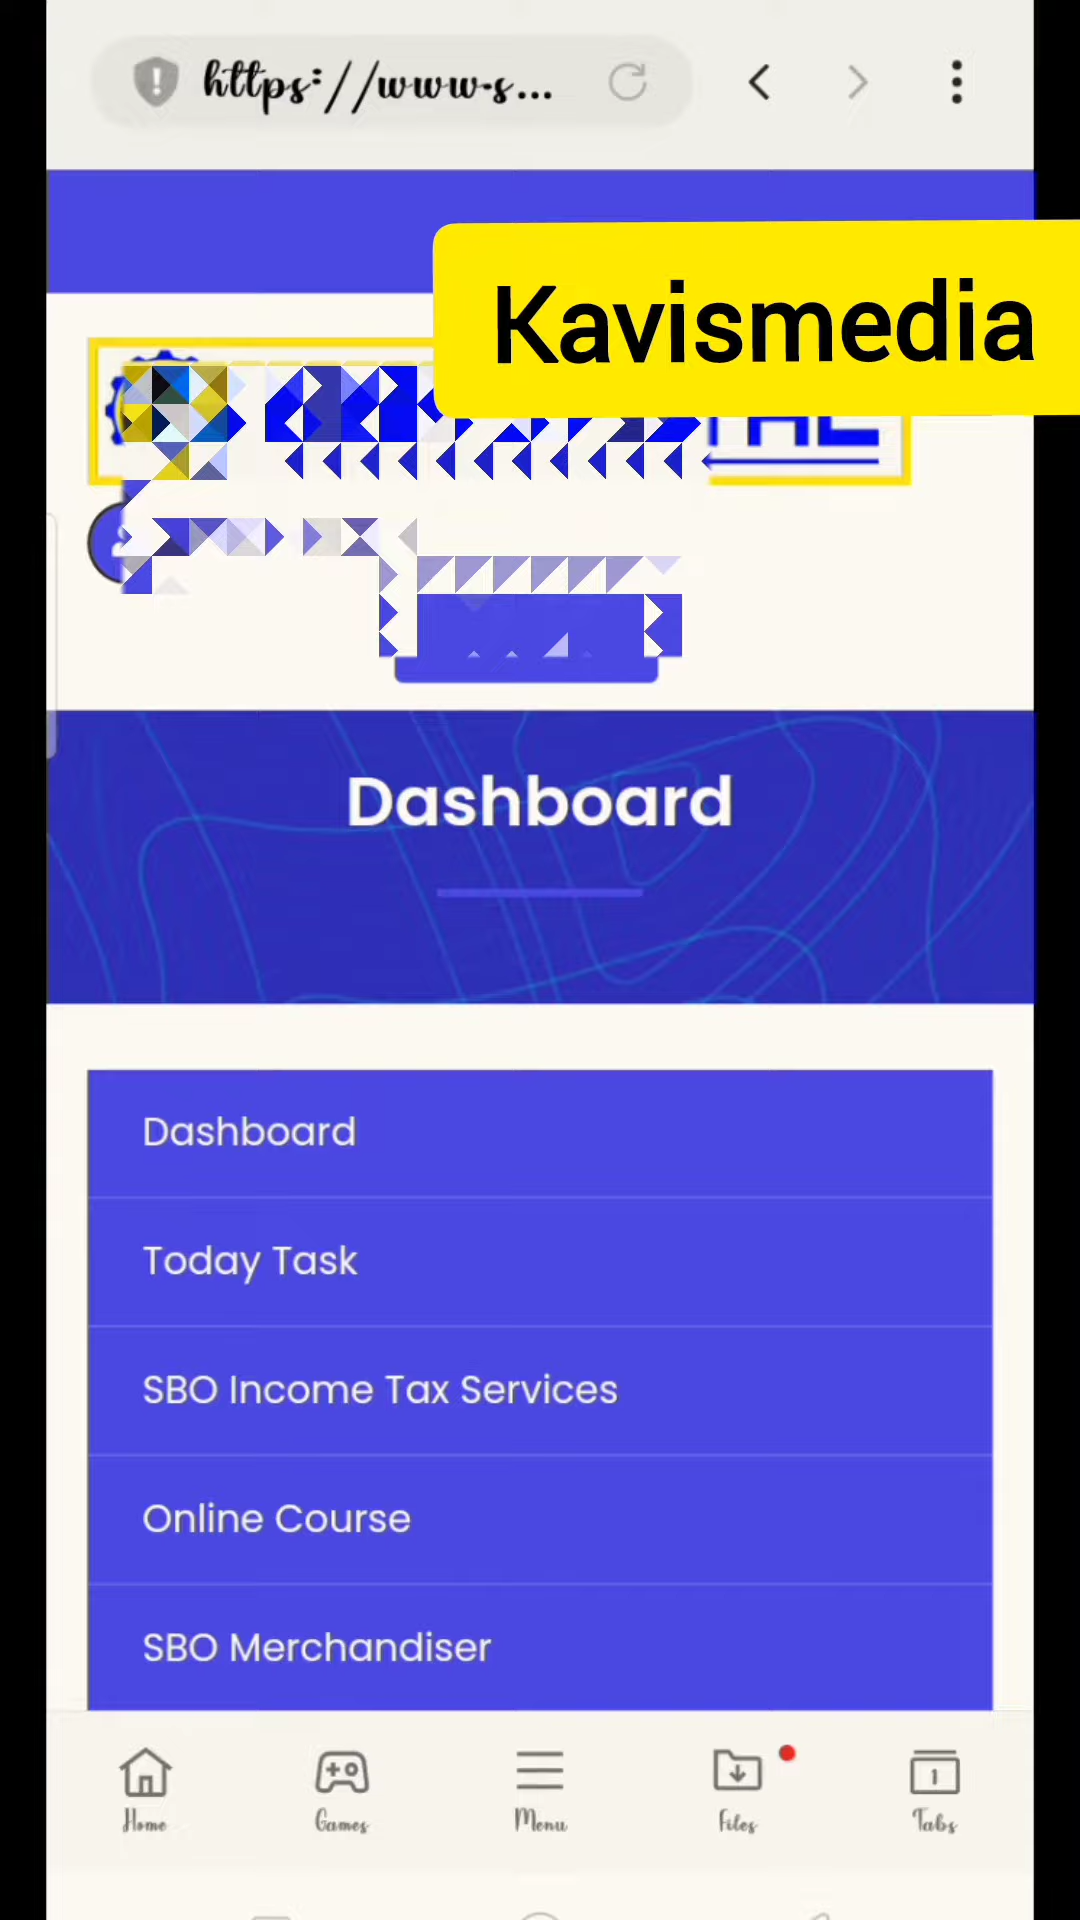 https://www.s...
Kavismedia
Dashboard
Dashboard
Today Task
SBO Income Tax Services
Online Course
SBO Merchandiser
Home
Games
Menu
Files
1
Tabs